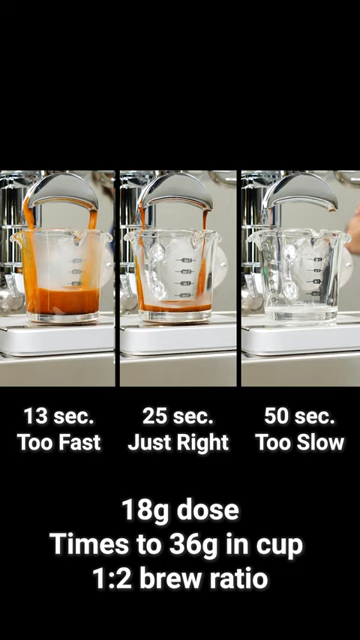 13 sec.
Too Fast
25 sec.
Just Right
50 sec.
Too Slow
18g dose
Times to 36g in cup
1:2 brew ratio